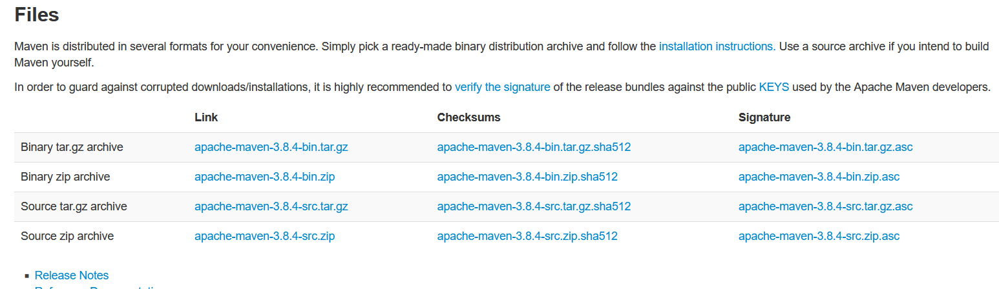 Files
Maven is distributed in several formats for your convenience. Simply pick a ready-made binary distribution archive and follow the installation instructions. Use a source archive if you intend to build
Maven yourself.
In order to guard against corrupted downloads/installations, it is highly recommended to verify the signature of the release bundles against the public KEYS used by the Apache Maven developers.
Link Checksums Signature
Binary tar.gz archive apache-maven-3.8.4-bin.tar.gz apache-maven-3.8.4-bin.tar.gz.sha512 apache-maven-3.8.4-bin.tar.gz.asc
Binary zip archive apache-maven-3.8.4-bin.zip apache-maven-3.8.4-bin.zip.sha512 apache-maven-3.8.4-bin.zip.asc
Source tar.gz archive apache-maven-3.8.4-src.tar.gz apache-maven-3.8.4-src.tar.gz.sha512 apache-maven-3.8.4-src.tar.gz.asc
Source zip archive apache-maven-3.8.4-src.zip apache-maven-3.8.4-src.zip.sha512 apache-maven-3.8.4-src.zip.asc
Release Notes